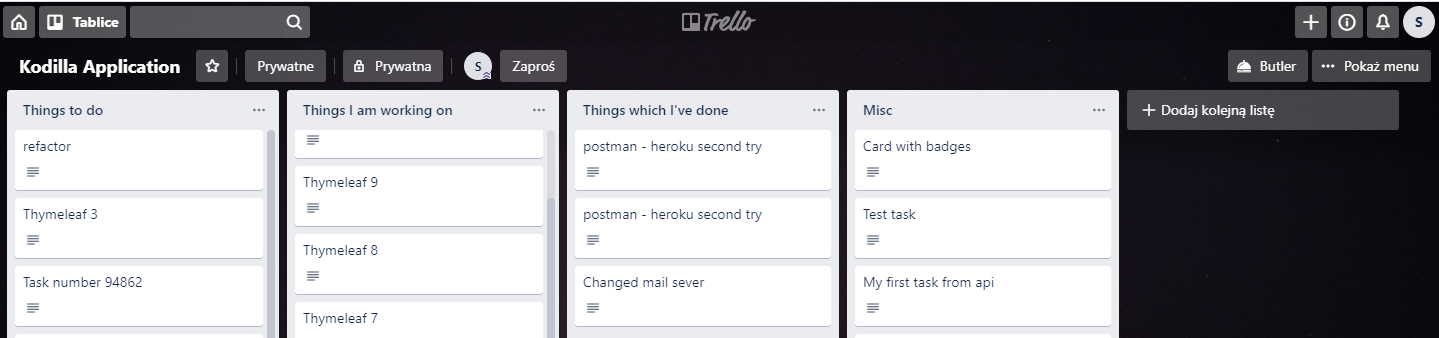 Tablice
Trello
S
Kodilla Application
Prywatne
Prywatna
S
Zaproś
Butler
Pokaż menu
Things to do
refactor
Thymeleaf 3
Task number 94862
Things I am working on
Thymeleaf 9
Thymeleaf 8
Thymeleaf 7
Things which I've done
postman - heroku second try
postman - heroku second try
Changed mail sever
Misc
Card with badges
Test task
My first task from api
+ Dodaj kolejną listę